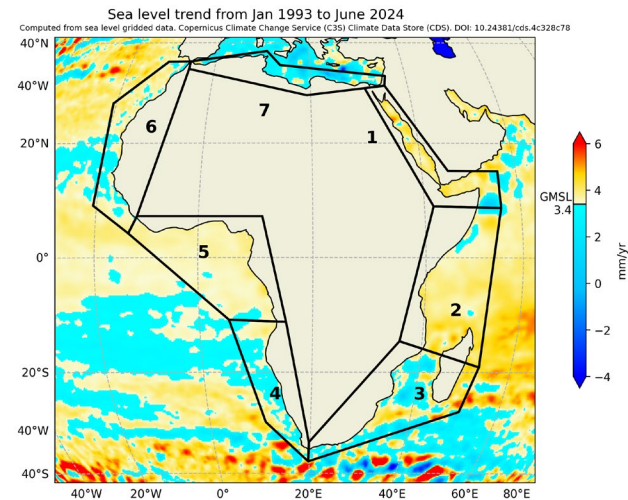 Sea level trend from Jan 1993 to June 2024
Computed from sea level gridded data. Copernicus Climate Change Service (C3S) Climate Data Store (CDS). DOI: 10.24381/cds.4c328c78
40°N
40°N
20°N
0°
20°S
40°W
40°S
6
7
1
5
2
4
3
40°W
20°W
0°
20°E
40°E
60°E
80°E
GMSL
3.4
6
4
2
0
−2
−4
mm/yr